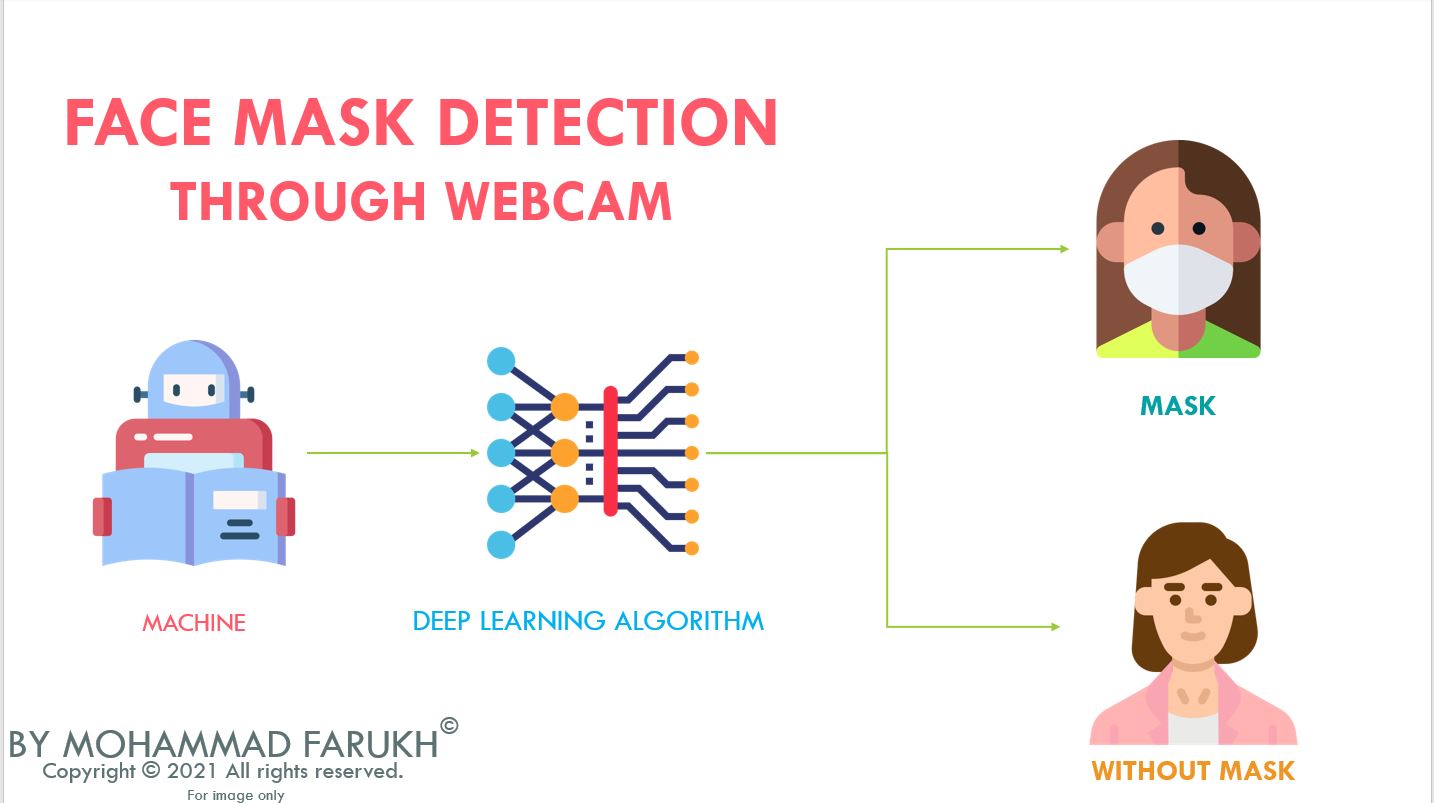 FACE MASK DETECTION
THROUGH WEBCAM
MASK
MACHINE
DEEP LEARNING ALGORITHM
WITHOUT MASK
BY MOHAMMAD FARUKH©
Copyright © 2021 All rights reserved.
For image only